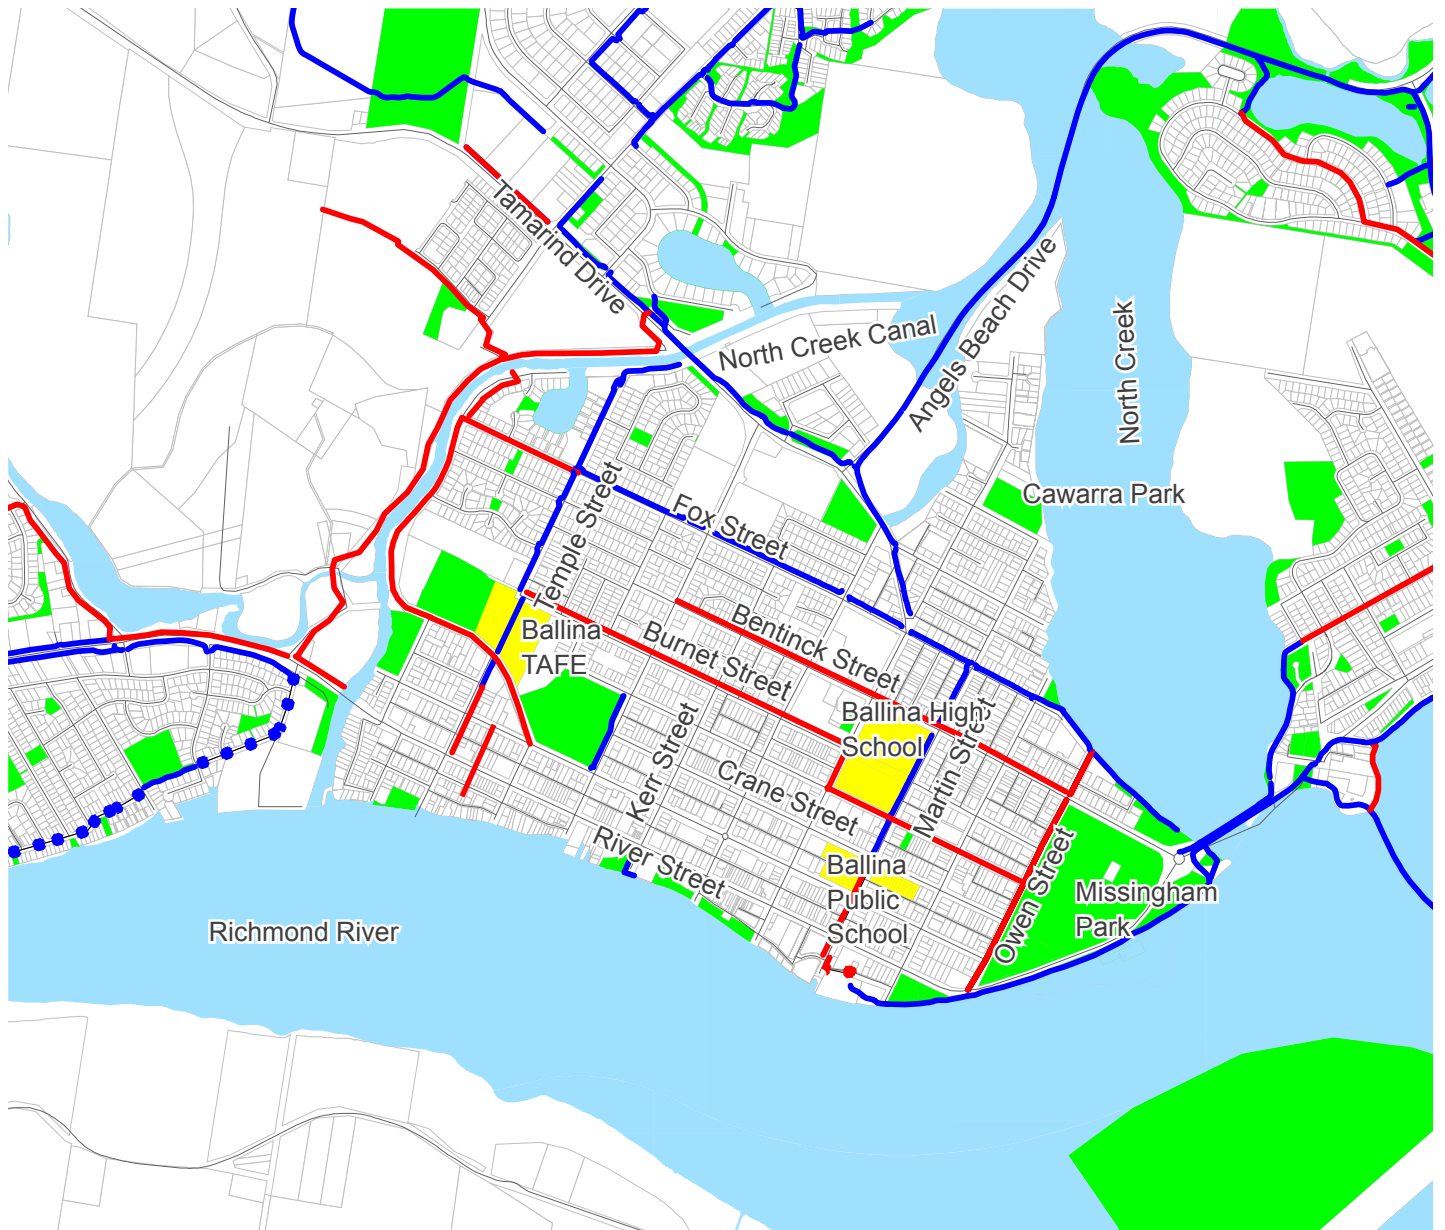 Tamarind Drive
North Creek Canal
Angels Beach Drive
North Creek
Cawarra Park
Fox Street
Temple Street
Bentinck Street
Burnet Street
Ballina
TAFE
Ballina High
School
Kerr Street
Martin Street
Crane Street
River Street
Ballina
Public
School
Owen Street
Missingham
Park
Richmond River